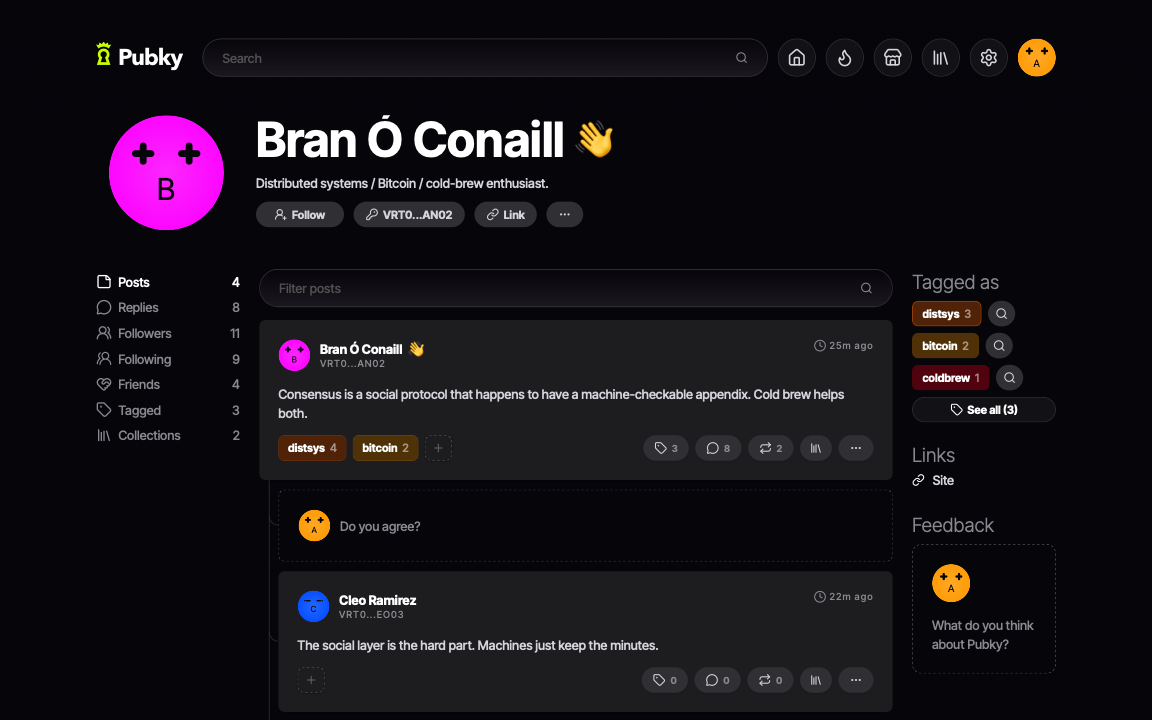 Pubky
Search
A
B
Bran Ó Conaill 👋
Distributed systems / Bitcoin / cold-brew enthusiast.
Follow
VRT0...AN02
Link
Posts 4
Replies 8
Followers 11
Following 9
Friends 4
Tagged 3
Collections 2
Filter posts
B
Bran Ó Conaill 👋
VRT0...AN02
25m ago
Consensus is a social protocol that happens to have a machine-checkable appendix. Cold brew helps
both.
distsys 4
bitcoin 2
+
3
8
2
A
Do you agree?
C
Cleo Ramirez
VRT0...EO03
22m ago
The social layer is the hard part. Machines just keep the minutes.
+
0
0
0
Tagged as
distsys 3
bitcoin 2
coldbrew 1
See all (3)
Links
Site
Feedback
A
What do you think
about Pubky?